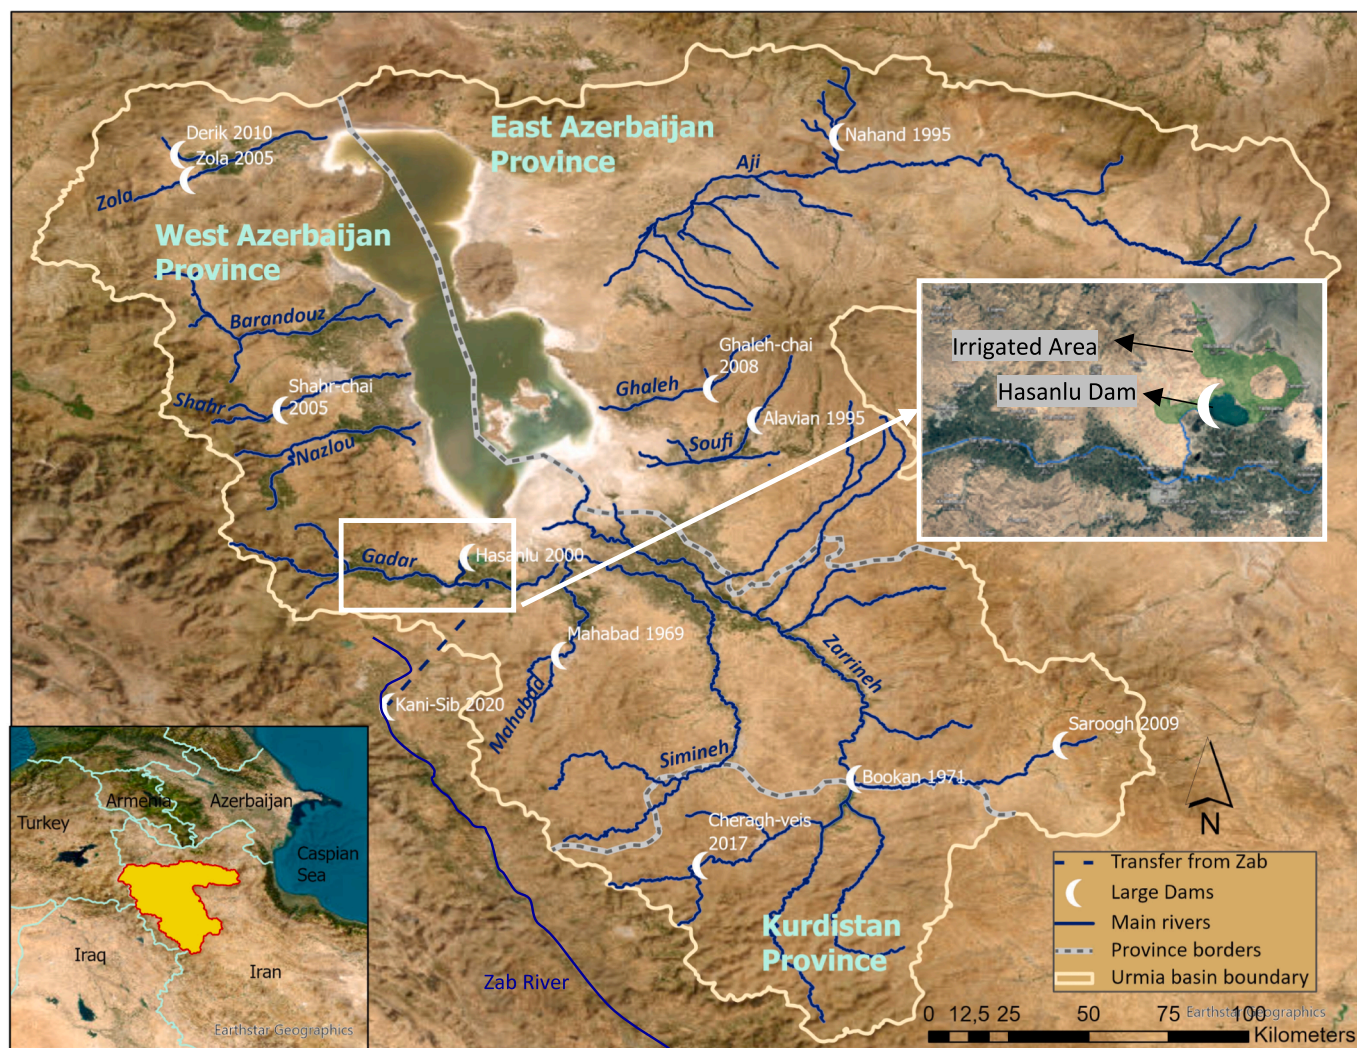 East Azerbaijan
Province
Derik 2010
Zola 2005
Zola
Nahand 1995
Aji
West Azerbaijan
Province
Barandouz
Shahr-chai
2005
Shahr
Nazlou
Ghaleh-chai
2008
Ghaleh
Alavian 1995
Soufi
Irrigated Area
Hasanlu Dam
Gadar
Hasanlu 2000
Mahabad 1969
Mahabad
Zarrineh
Kani-Sib 2020
Simineh
Saroogh 2009
Bookan 1971
Cheragh-veis
2017
Kurdistan
Province
Zab River
Armenia
Azerbaijan
Turkey
Caspian
Sea
Iraq
Iran
Earthstar Geographics
N
Transfer from Zab
Large Dams
Main rivers
Province borders
Urmia basin boundary
Earthstar Geographics
0 12,5 25 50 75 100
Kilometers